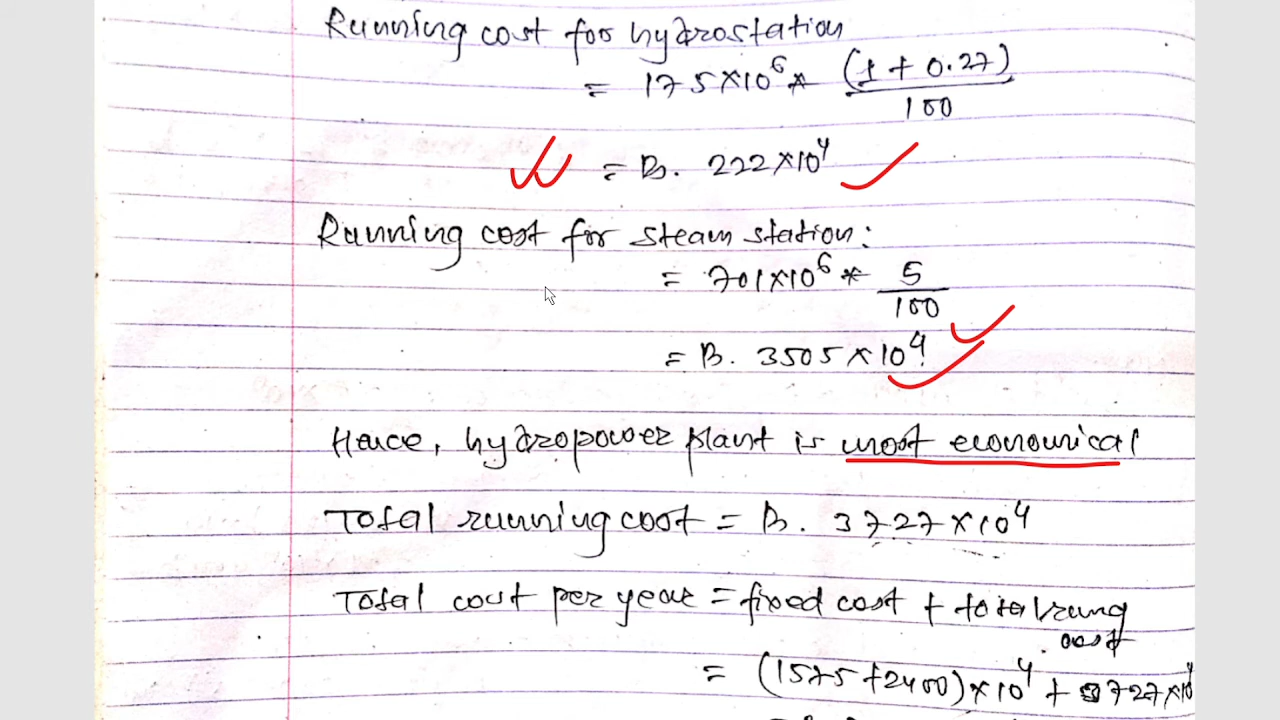 Running cost for hydrostation
= 175×10⁶ * (1 + 0.27)
100
= Rs. 222×10⁴
Running cost for steam station:
= 701×10⁶ * 5
100
= Rs. 3505×10⁴
Hence, hydropower plant is most economical
Total running cost = Rs. 3727×10⁴
Total cost per year = fixed cost + total
cost
= (1575+2400)×10⁴ + 3727×10⁴